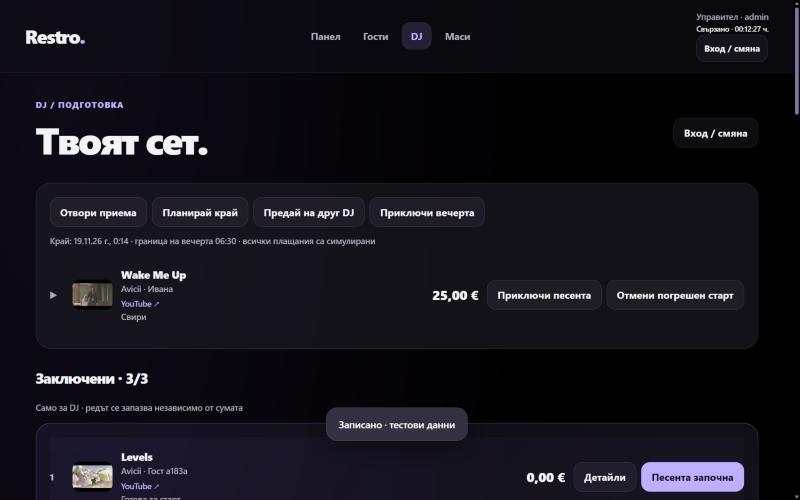 Restro.
Панел
Гости
DJ
Маси
Управител · admin
Свързано · 00:12:27 ч.
Вход / смяна
DJ / ПОДГОТОВКА
Твоят сет.
Вход / смяна
Отвори приема
Планирай край
Предай на друг DJ
Приключи вечерта
Край: 19.11.26 г., 0:14 · граница на вечерта 06:30 · всички плащания са симулирани
Wake Me Up
Avicii · Ивана
YouTube ↗
Свири
25,00 €
Приключи песента
Отмени погрешен старт
Заключени · 3/3
Само за DJ · редът се запазва независимо от сумата
Записано · тестови данни
1
Levels
Avicii · Гост a183a
YouTube ↗
Готова за старт
0,00 €
Детайли
Песента започна